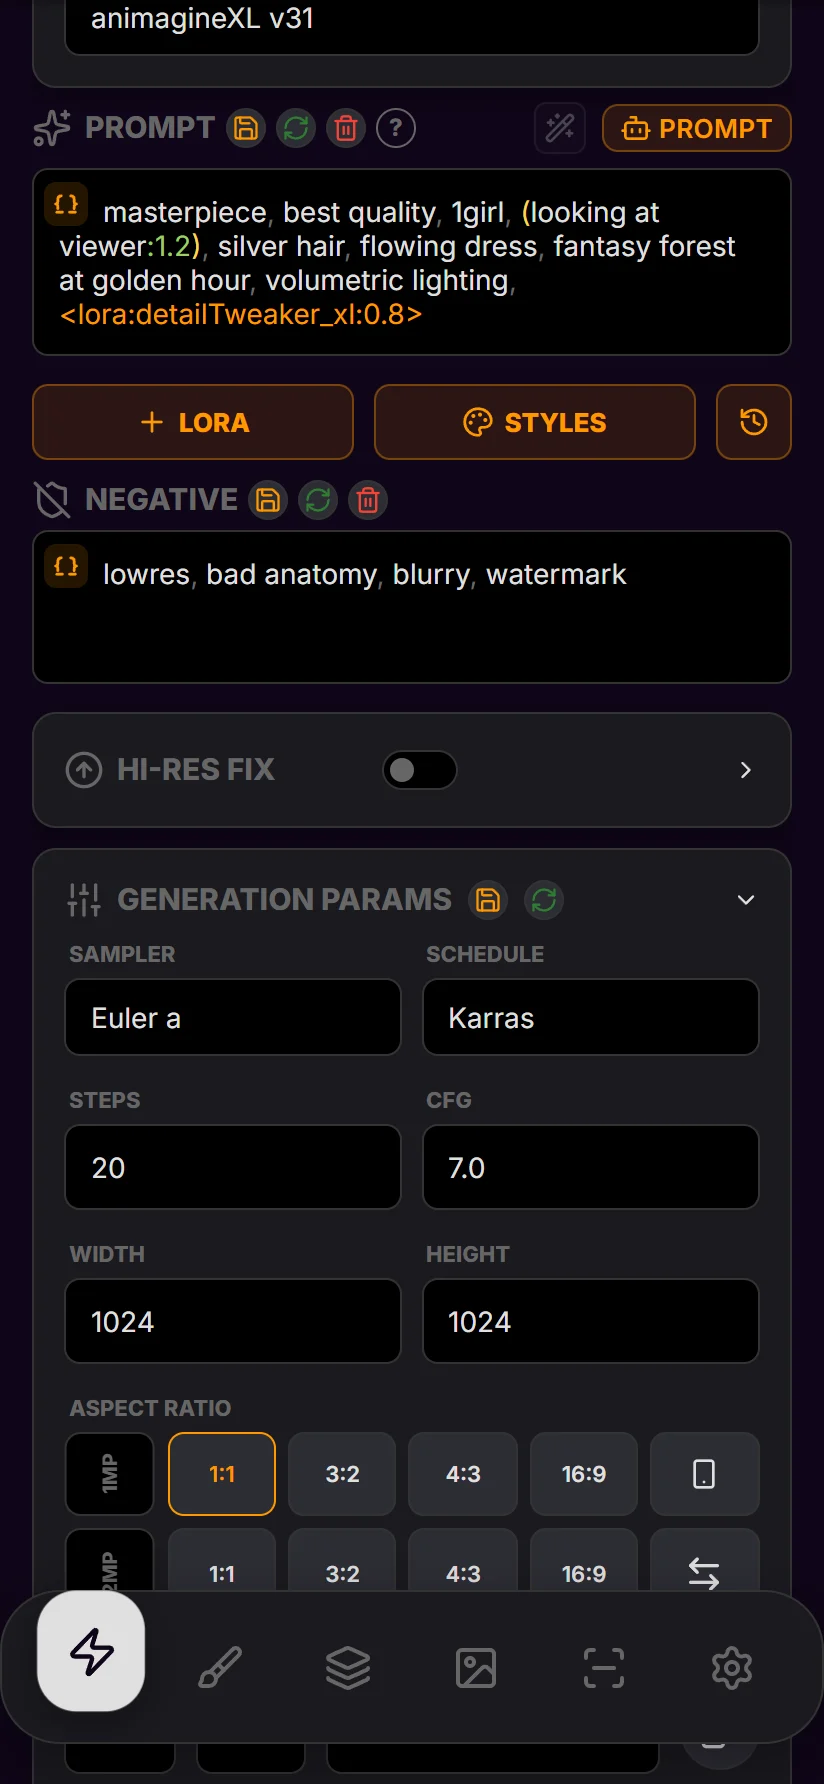 animagineXL v31
PROMPT ? PROMPT
{} masterpiece, best quality, 1girl, (looking at
viewer:1.2), silver hair, flowing dress, fantasy forest
at golden hour, volumetric lighting,
<lora:detailTweaker_xl:0.8>
+ LORA STYLES
NEGATIVE
{} lowres, bad anatomy, blurry, watermark
HI-RES FIX
GENERATION PARAMS
SAMPLER SCHEDULE
Euler a Karras
STEPS CFG
20 7.0
WIDTH HEIGHT
1024 1024
ASPECT RATIO
1MP 1:1 3:2 4:3 16:9
2MP 1:1 3:2 4:3 16:9